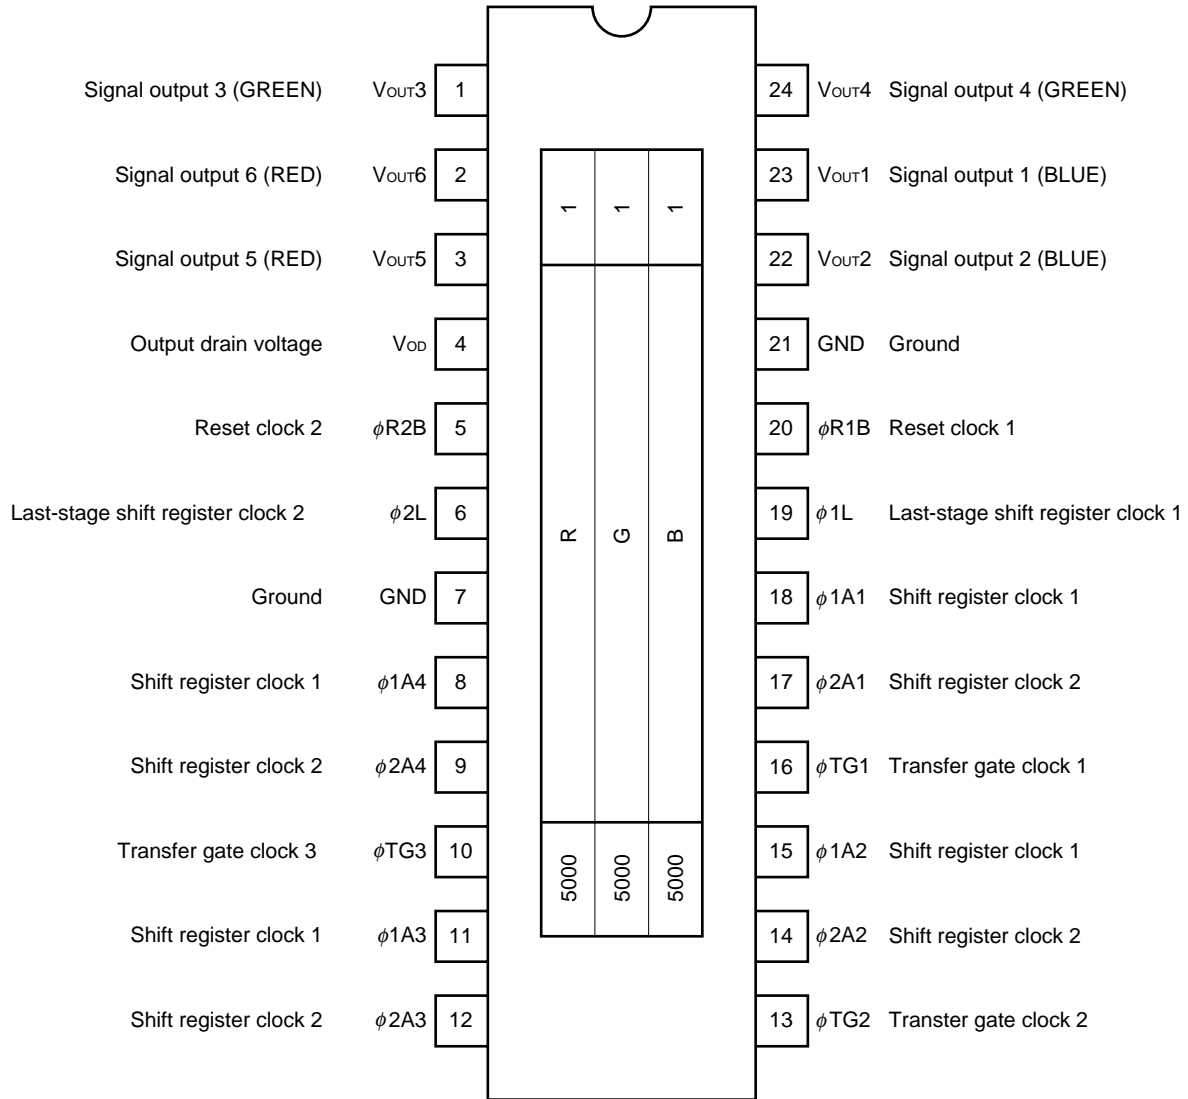 Signal output 3 (GREEN) VOUT3 1 24 VOUT4 Signal output 4 (GREEN)
Signal output 6 (RED) VOUT6 2 23 VOUT1 Signal output 1 (BLUE)
1 1 1
Signal output 5 (RED) VOUT5 3 22 VOUT2 Signal output 2 (BLUE)
Output drain voltage VOD 4 21 GND Ground
Reset clock 2 ϕR2B 5 20 ϕR1B Reset clock 1
Last-stage shift register clock 2 ϕ2L 6 19 ϕ1L Last-stage shift register clock 1
R G B
Ground GND 7 18 ϕ1A1 Shift register clock 1
Shift register clock 1 ϕ1A4 8 17 ϕ2A1 Shift register clock 2
Shift register clock 2 ϕ2A4 9 16 ϕTG1 Transfer gate clock 1
Transfer gate clock 3 ϕTG3 10 15 ϕ1A2 Shift register clock 1
5000 5000 5000
Shift register clock 1 ϕ1A3 11 14 ϕ2A2 Shift register clock 2
Shift register clock 2 ϕ2A3 12 13 ϕTG2 Transter gate clock 2